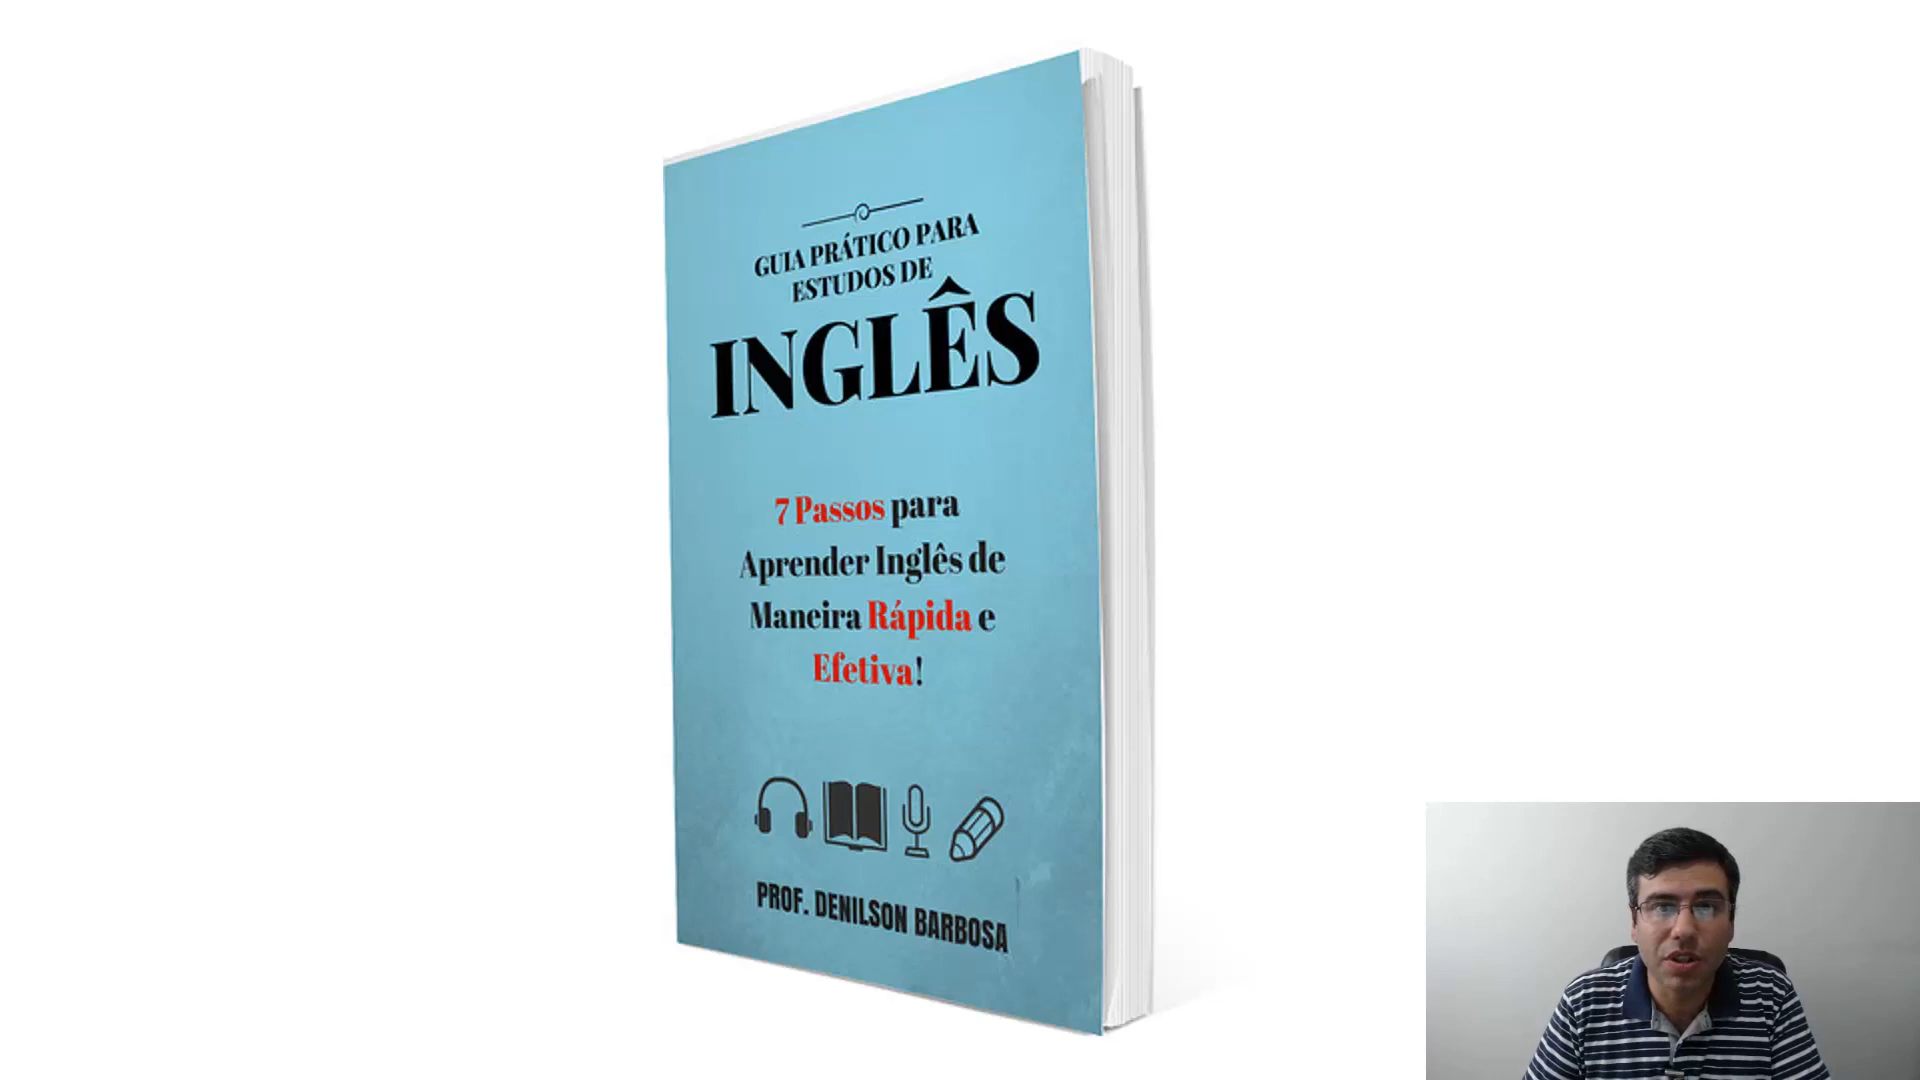 GUIA PRÁTICO PARA
ESTUDOS DE
INGLÊS
7 Passos para
Aprender Inglês de
Maneira Rápida e
Efetiva!
PROF. DENILSON BARBOSA